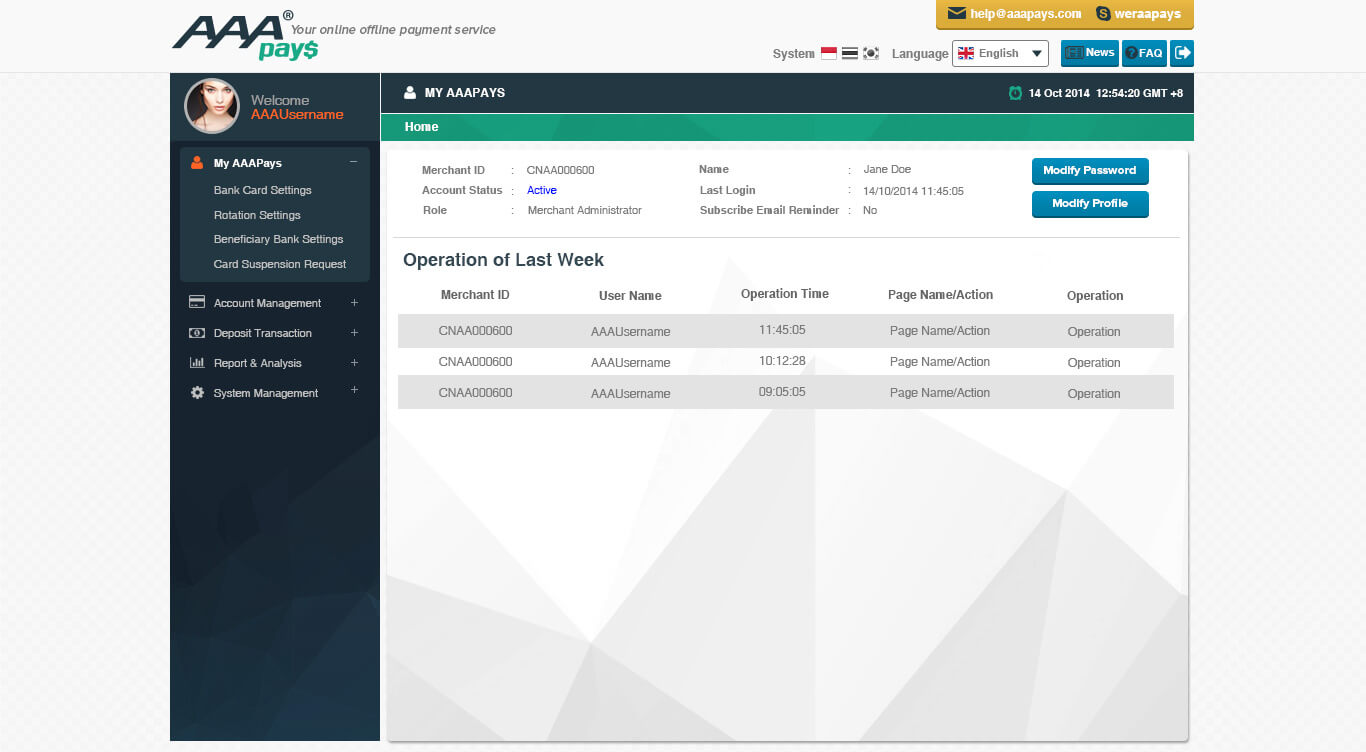 help@aaapays.com weraapays
AAA® pay$ Your online offline payment service
System Language English News FAQ
Welcome
AAAUsername
MY AAAPAYS 14 Oct 2014 12:54:20 GMT +8
Home
My AAAPays
Bank Card Settings
Rotation Settings
Beneficiary Bank Settings
Card Suspension Request
Account Management
Deposit Transaction
Report & Analysis
System Management
Merchant ID : CNAA000600 Name : Jane Doe Modify Password
Account Status : Active Last Login : 14/10/2014 11:45:05
Role : Merchant Administrator Subscribe Email Reminder : No Modify Profile
Operation of Last Week
Merchant ID User Name Operation Time Page Name/Action Operation
CNAA000600 AAAUsername 11:45:05 Page Name/Action Operation
CNAA000600 AAAUsername 10:12:28 Page Name/Action Operation
CNAA000600 AAAUsername 09:05:05 Page Name/Action Operation